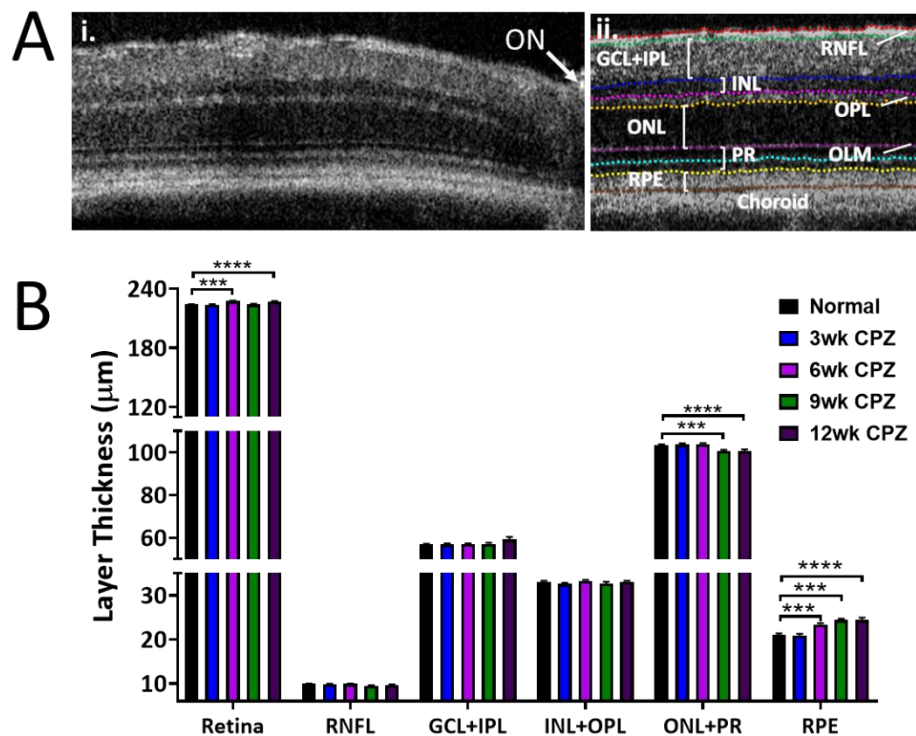 A
i.
ON
ii.
RNFL
GCL+IPL
INL
OPL
ONL
PR
OLM
RPE
Choroid
B
Layer Thickness (μm)
240
180
120
100
80
60
30
20
10
****
***
****
***
****
***
***
Normal
3wk CPZ
6wk CPZ
9wk CPZ
12wk CPZ
Retina RNFL GCL+IPL INL+OPL ONL+PR RPE